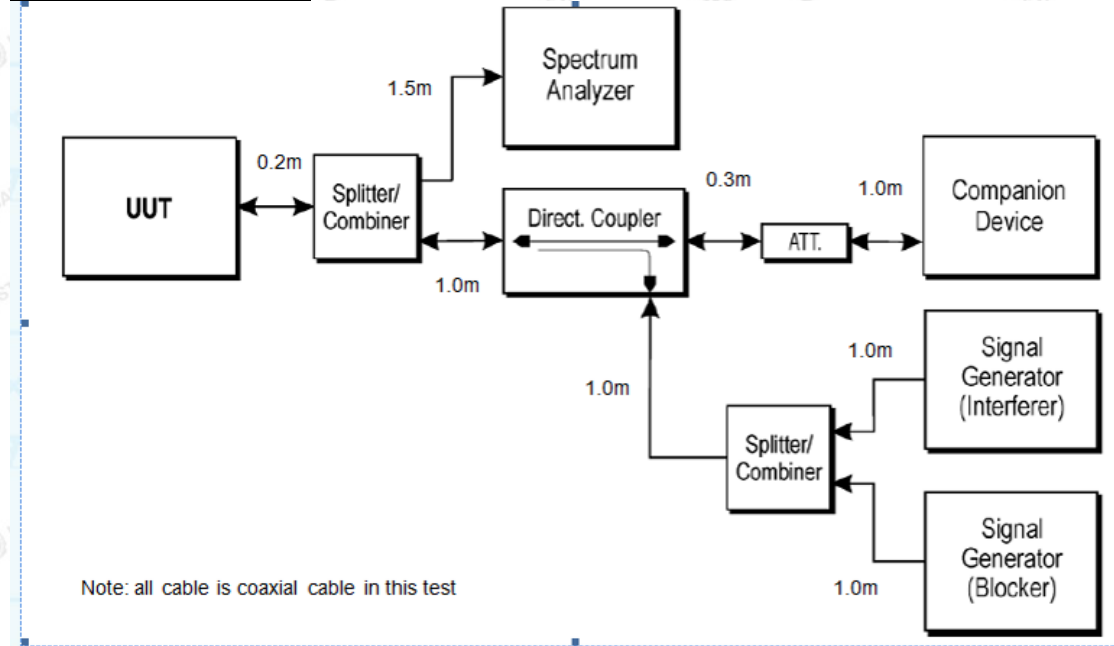 Spectrum
Analyzer
1.5m
UUT
0.2m
Splitter/
Combiner
Direct. Coupler
1.0m
0.3m
ATT.
1.0m
Companion
Device
1.0m
Splitter/
Combiner
1.0m
Signal
Generator
(Interferer)
1.0m
Signal
Generator
(Blocker)
Note: all cable is coaxial cable in this test